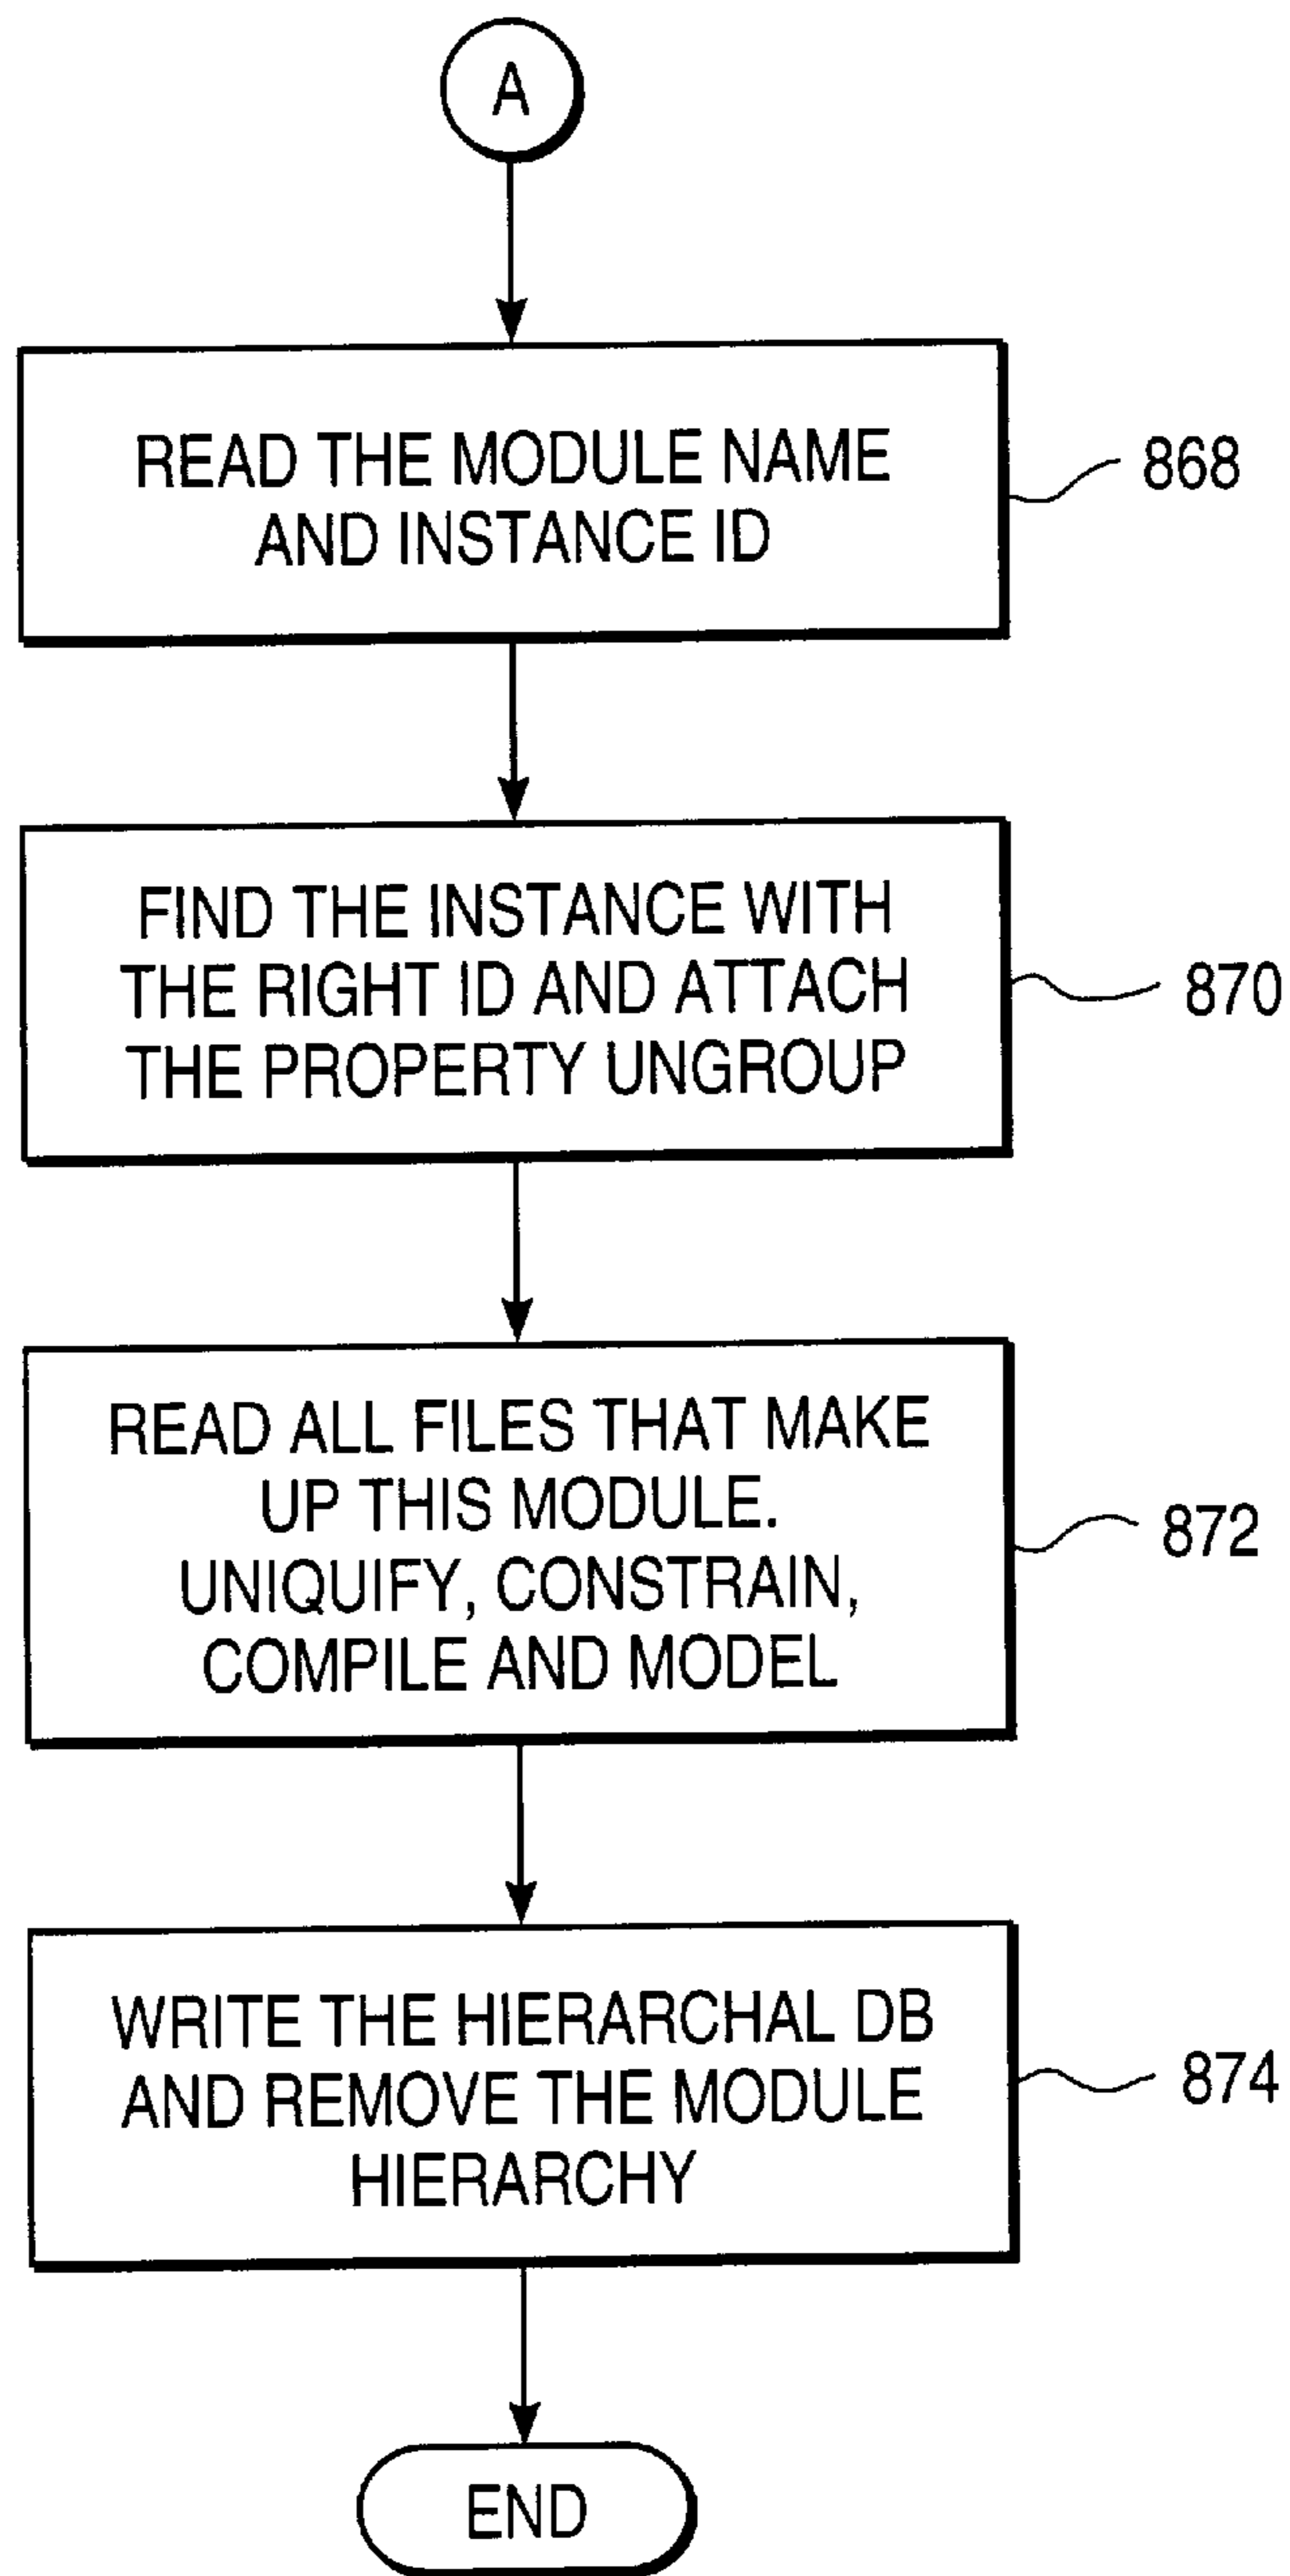 A
READ THE MODULE NAME
AND INSTANCE ID
868
FIND THE INSTANCE WITH
THE RIGHT ID AND ATTACH
THE PROPERTY UNGROUP
870
READ ALL FILES THAT MAKE
UP THIS MODULE.
UNIQUIFY, CONSTRAIN,
COMPILE AND MODEL
872
WRITE THE HIERARCHAL DB
AND REMOVE THE MODULE
HIERARCHY
874
END